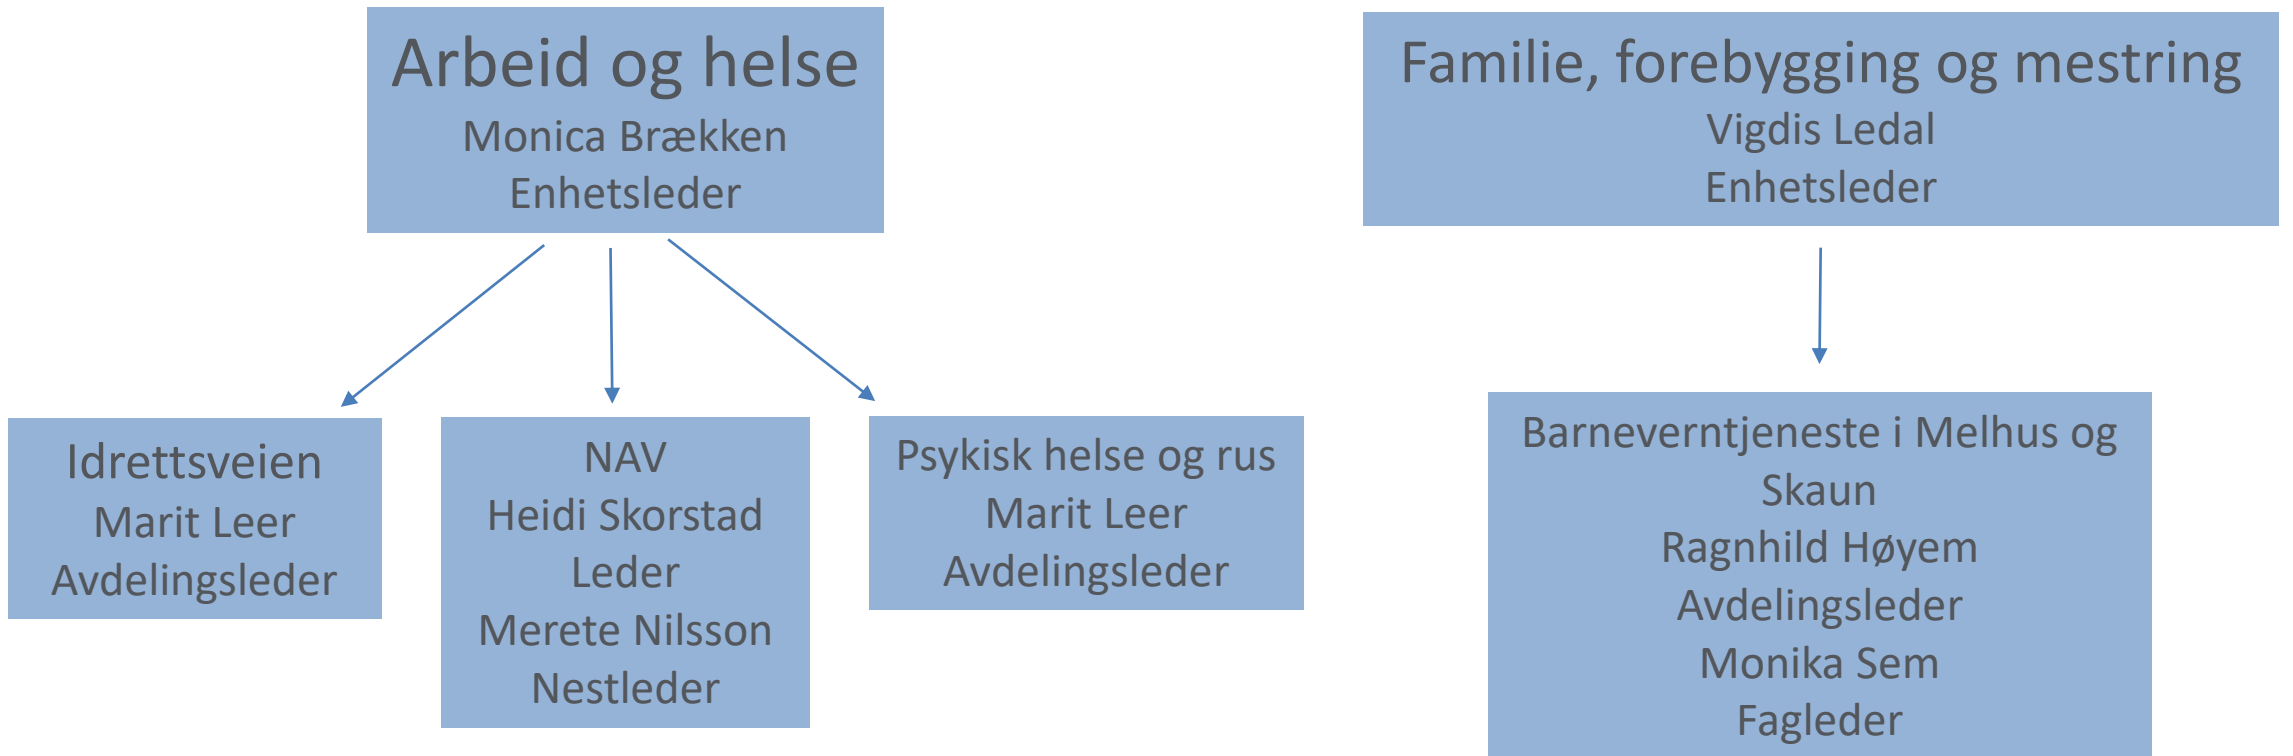 Arbeid og helse
Monica Brækken
Enhetsleder
Familie, forebygging og mestring
Vigdis Ledal
Enhetsleder
Idrettsveien
Marit Leer
Avdelingsleder
NAV
Heidi Skorstad
Leder
Merete Nilsson
Nestleder
Psykisk helse og rus
Marit Leer
Avdelingsleder
Barneverntjeneste i Melhus og
Skaun
Ragnhild Høyem
Avdelingsleder
Monika Sem
Fagleder